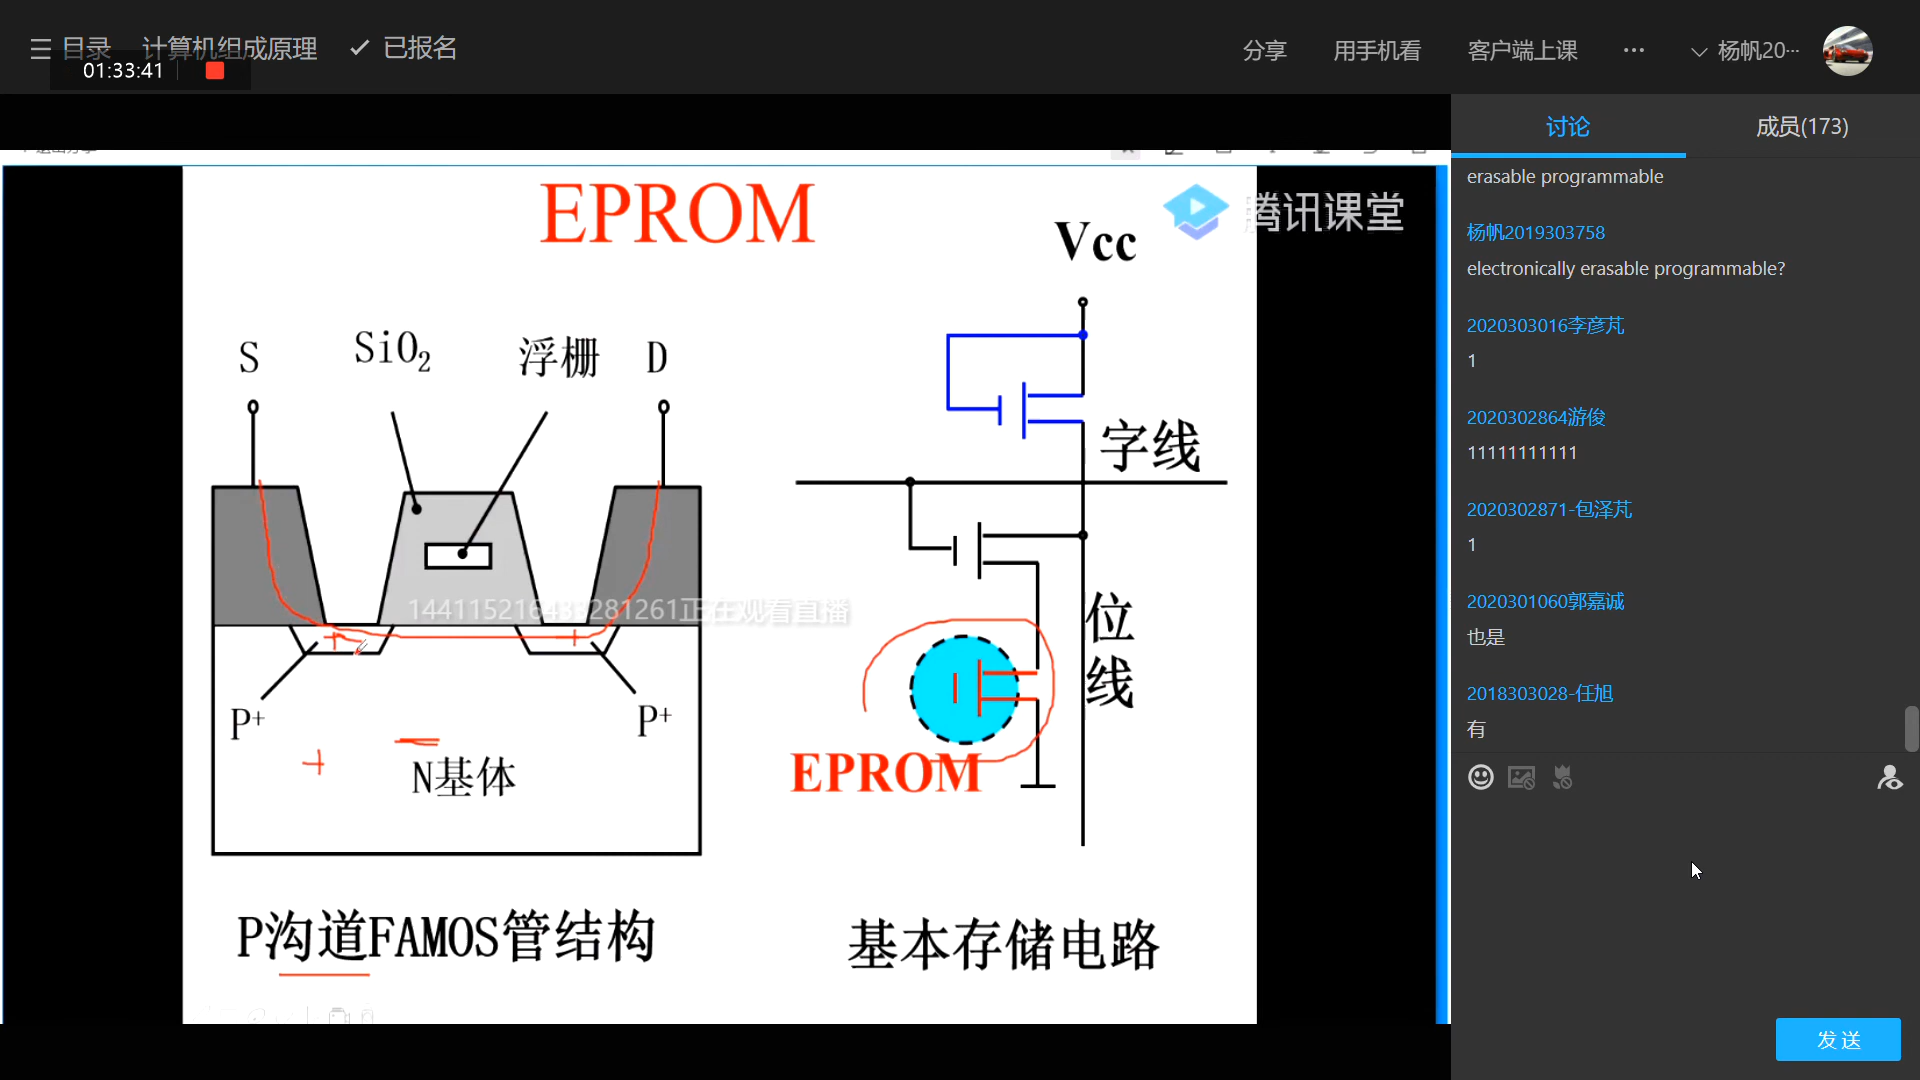 目录 计算机组成原理 已报名
01:33:41
分享 用手机看 客户端上课 ··· 杨帆20···
讨论 成员(173)
EPROM
腾讯课堂
Vcc
S SiO₂ 浮栅 D
字线
位线
P⁺ P⁺
+
N基体
EPROM
P沟道FAMOS管结构
基本存储电路
erasable programmable
杨帆2019303758
electronically erasable programmable?
2020303016李彦芃
1
2020302864游俊
11111111111
2020302871-包泽芃
1
2020301060郭嘉诚
也是
2018303028-任旭
有
发送